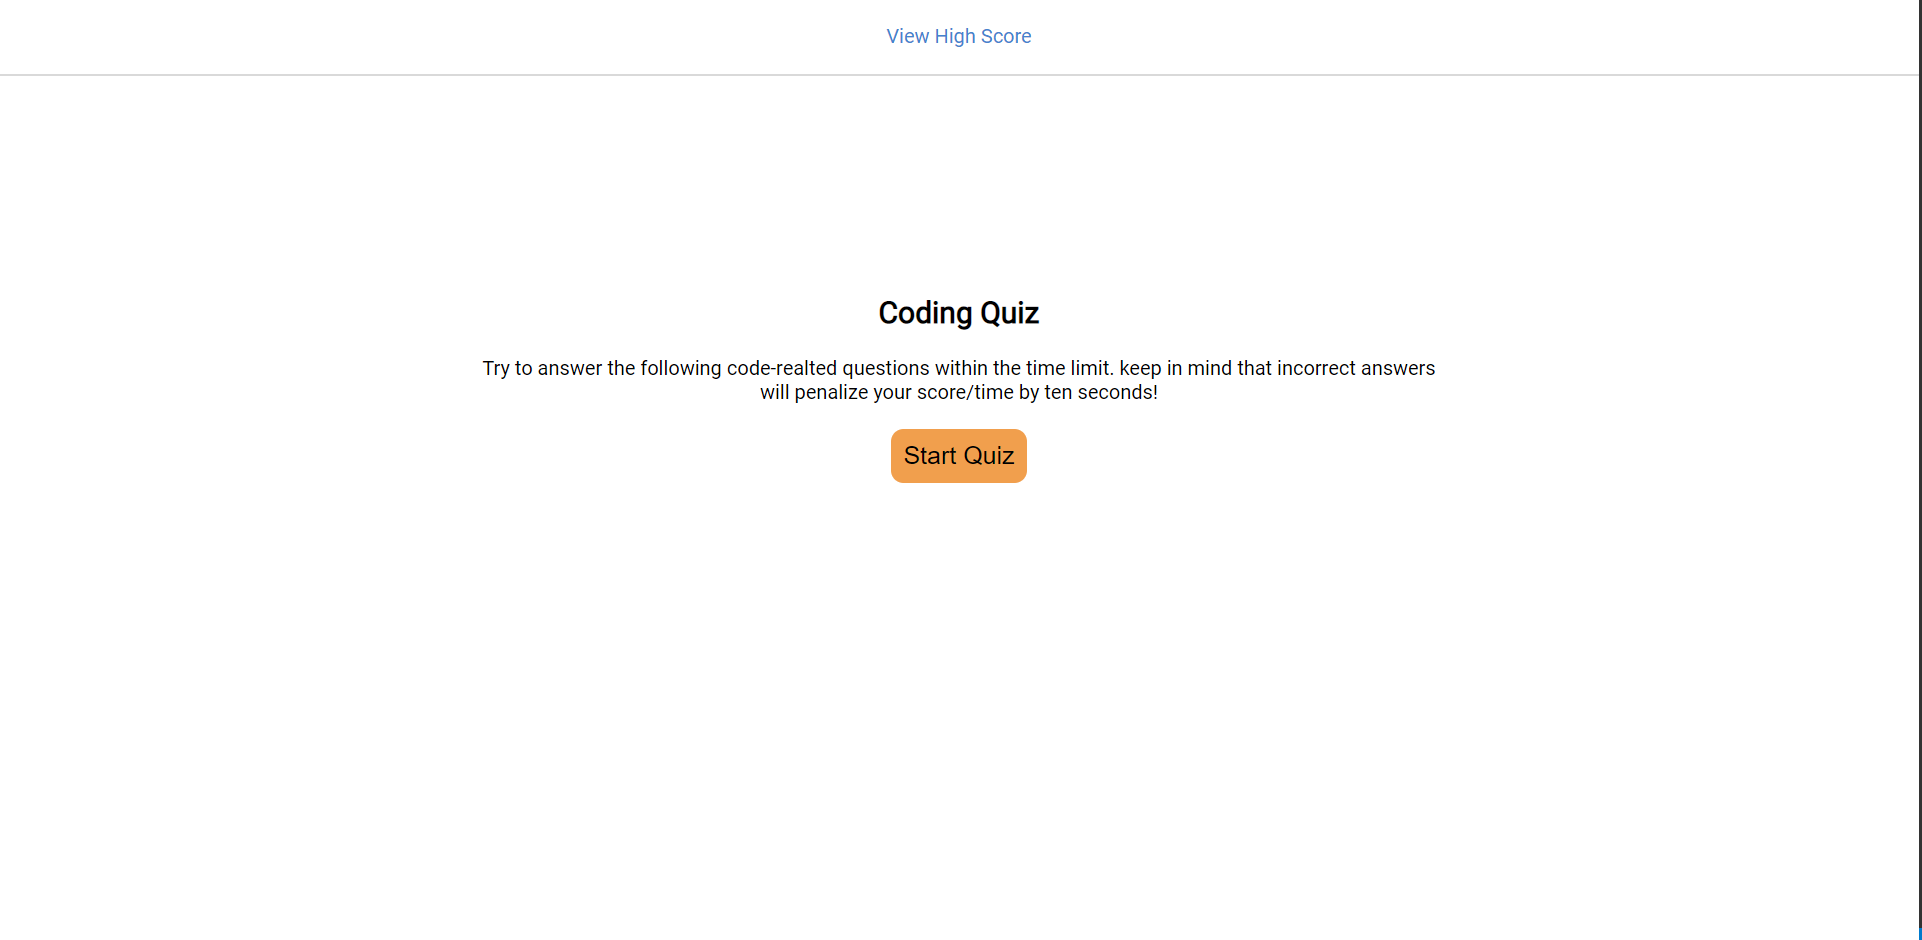 View High Score
Coding Quiz
Try to answer the following code-realted questions within the time limit. keep in mind that incorrect answers
will penalize your score/time by ten seconds!
Start Quiz